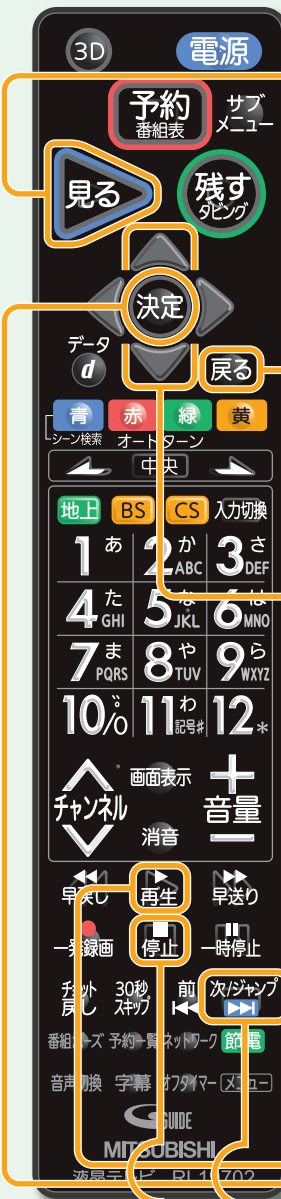 3D 電源
予約
番組表
サブ
メニュー
見る
残す
ダビング
決定
データ
d
戻る
青 赤 緑 黄
シーン検索 オートターン
中央
地上 BS CS 入力切換
1 あ 2 か ABC 3 さ DEF
4 た GHI 5 な JKL 6 は MNO
7 ま PQRS 8 や TUV 9 ら WXYZ
10/0 11 わ 記号# 12 *
チャンネル 画面表示 + 音量 −
消音
早戻し 再生 早送り
一発録画 停止 一時停止
チョット
戻し
30秒
スキップ
前 次/ジャンプ
番組ポーズ 予約一覧 ネットワーク 節電
音声切換 字幕 オフタイマー メニュー
G GUIDE
MITSUBISHI
液晶テレビ